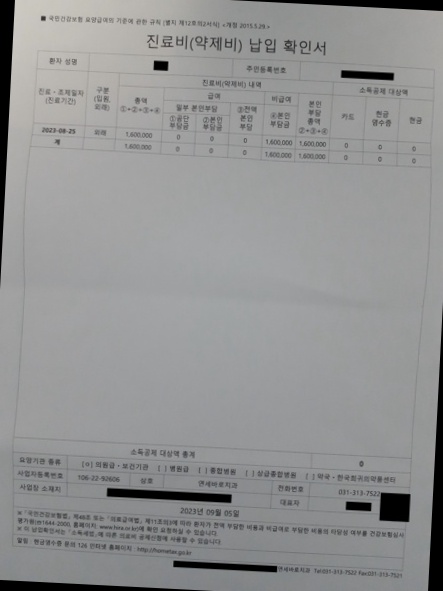 ■ 국민건강보험 요양급여의 기준에 관한 규칙 [별지 제12호의2서식] <개정 2015.5.29.>
진료비(약제비) 납입 확인서
환자 성명 주민등록번호
진료·조제일자 (진료기간) 구분 (입원, 외래) 진료비(약제비) 내역 소득공제 대상액
총액 ①+②+③+④ 급여 비급여 본인 부담 총액 ②+③+④ 카드 현금 영수증 현금
일부 본인부담 ③전액 본인 부담 ④본인 부담금
①공단 부담금 ②본인 부담금
2023-08-25 외래 1,600,000 0 0 0 1,600,000 1,600,000 0 0 0
계 1,600,000 0 0 0 1,600,000 1,600,000 0 0 0
소득공제 대상액 총계 0
요양기관 종류 [o] 의원급·보건기관 [ ] 병원급 [ ] 종합병원 [ ] 상급종합병원 [ ] 약국·한국희귀의약품센터
사업자등록번호 106-22-92606 상호 연세바로치과 전화번호 031-313-7522
사업장 소재지 대표자
2023년 09월 05일
※ 「국민건강보험법」 제48조 또는 「의료급여법」 제11조의3에 따라 환자가 전액 부담한 비용과 비급여로 부담한 비용의 타당성 여부를 건강보험심사
평가원(☎1644-2000, 홈페이지: www.hira.or.kr)에 확인 요청하실 수 있습니다.
※ 이 납입확인서는 「소득세법」에 따른 의료비 공제신청에 사용할 수 있습니다.
알림 : 현금영수증 문의 126 인터넷 홈페이지 : http://hometax.go.kr
연세바로치과 Tel:031-313-7522 Fax:031-313-7521